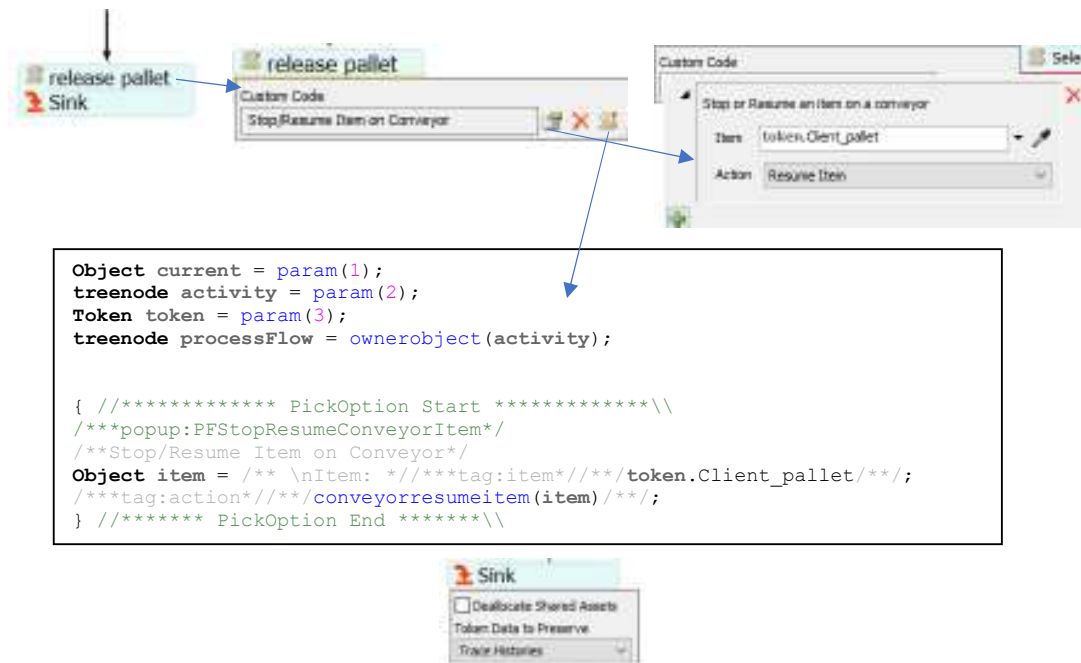 release pallet
Sink
release pallet
Custom Code
Stop/Resume Item on Conveyor
Custom Code
Sele
Stop or Resume an item on a conveyor
Item token.Client_pallet
Action Resume Item
Object current = param(1);
treenode activity = param(2);
Token token = param(3);
treenode processFlow = ownerobject(activity);
{ //************* PickOption Start *************\\
/***popup:PFStopResumeConveyorItem*/
/**Stop/Resume Item on Conveyor*/
Object item = /** \nItem: *//***tag:item*//**/token.Client_pallet/**/;
/***tag:action*//**/conveyorresumeitem(item)/**/;
} //******* PickOption End *******\\
Sink
Deallocate Shared Assets
Token Data to Preserve
Trace Histories